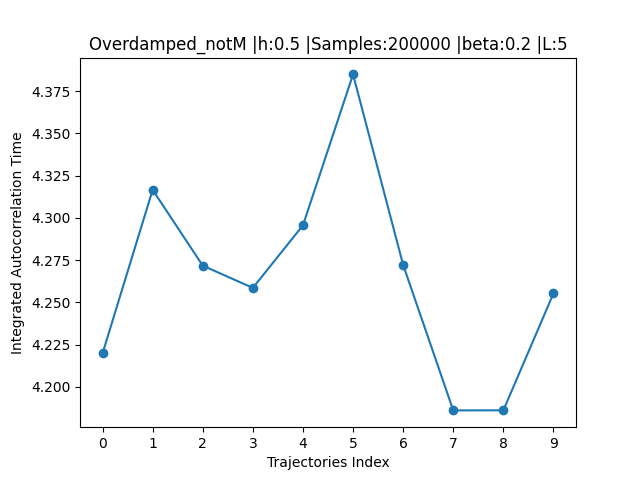 Overdamped_notM |h:0.5 |Samples:200000 |beta:0.2 |L:5
Integrated Autocorrelation Time
4.375
4.350
4.325
4.300
4.275
4.250
4.225
4.200
0 1 2 3 4 5 6 7 8 9
Trajectories Index